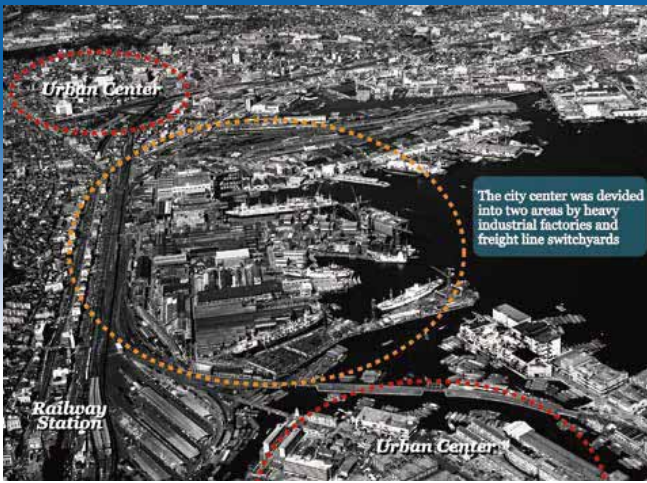 Urban Center
The city center was devided
into two areas by heavy
industrial factories and
freight line switchyards
Railway
Station
Urban Center